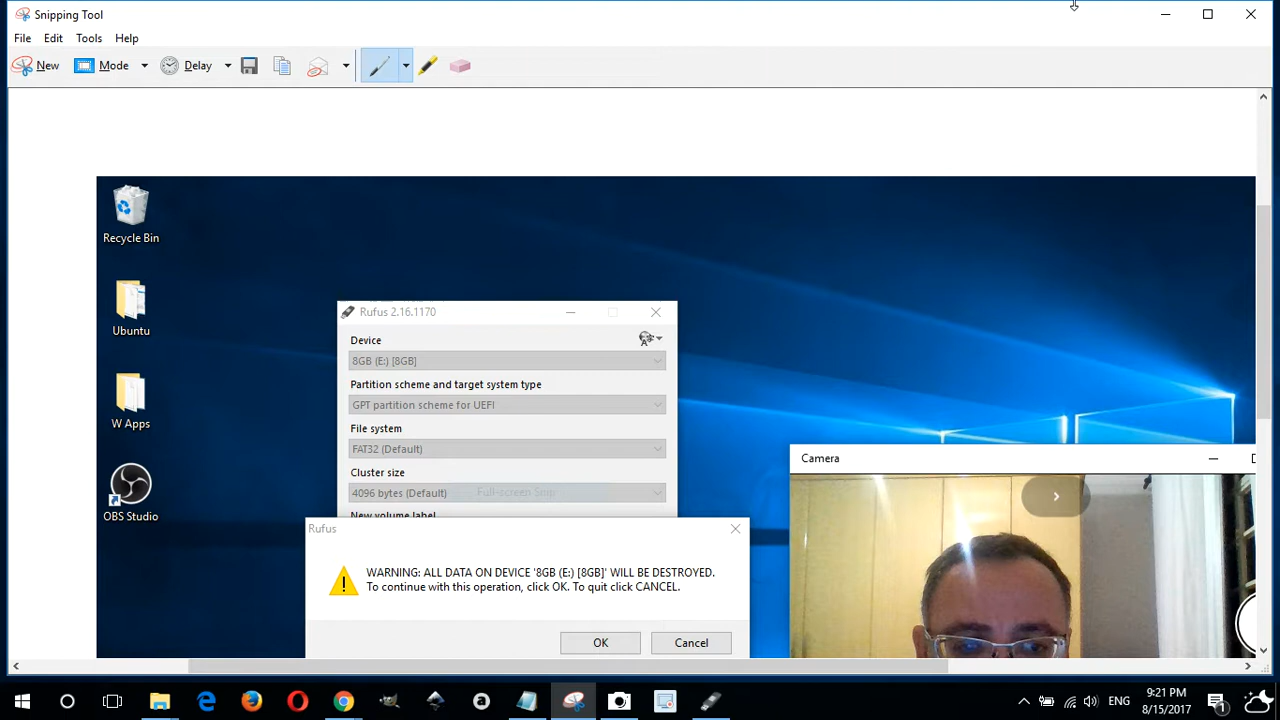 Snipping Tool
File Edit Tools Help
New Mode Delay
Recycle Bin
Ubuntu
W Apps
OBS Studio
Rufus 2.16.1170
Device
8GB (E:) [8GB]
Partition scheme and target system type
GPT partition scheme for UEFI
File system
FAT32 (Default)
Cluster size
4096 bytes (Default) Full-screen Snip
New volume label
Rufus
WARNING: ALL DATA ON DEVICE '8GB (E:) [8GB]' WILL BE DESTROYED.
To continue with this operation, click OK. To quit click CANCEL.
OK Cancel
Camera
ENG
9:21 PM
8/15/2017
1